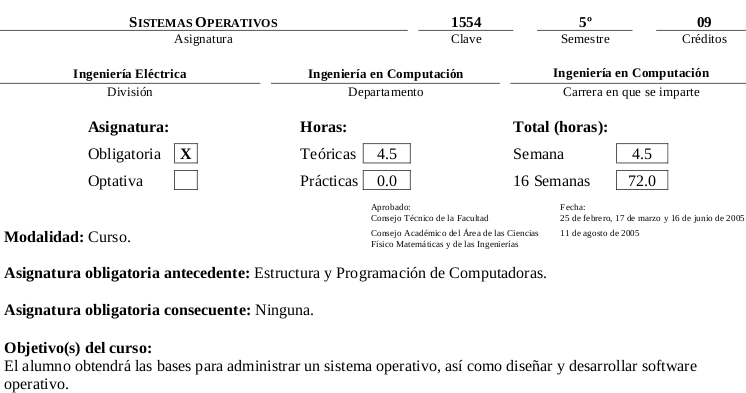 SISTEMAS OPERATIVOS 1554 5º 09
Asignatura Clave Semestre Créditos
Ingeniería Eléctrica Ingeniería en Computación Ingeniería en Computación
División Departamento Carrera en que se imparte
Asignatura: Horas: Total (horas):
Obligatoria X Teóricas 4.5 Semana 4.5
Optativa Prácticas 0.0 16 Semanas 72.0
Aprobado: Fecha:
Consejo Técnico de la Facultad 25 de febrero, 17 de marzo y 16 de junio de 2005
Consejo Académico del Área de las Ciencias 11 de agosto de 2005
Físico Matemáticas y de las Ingenierías
Modalidad: Curso.
Asignatura obligatoria antecedente: Estructura y Programación de Computadoras.
Asignatura obligatoria consecuente: Ninguna.
Objetivo(s) del curso:
El alumno obtendrá las bases para administrar un sistema operativo, así como diseñar y desarrollar software
operativo.